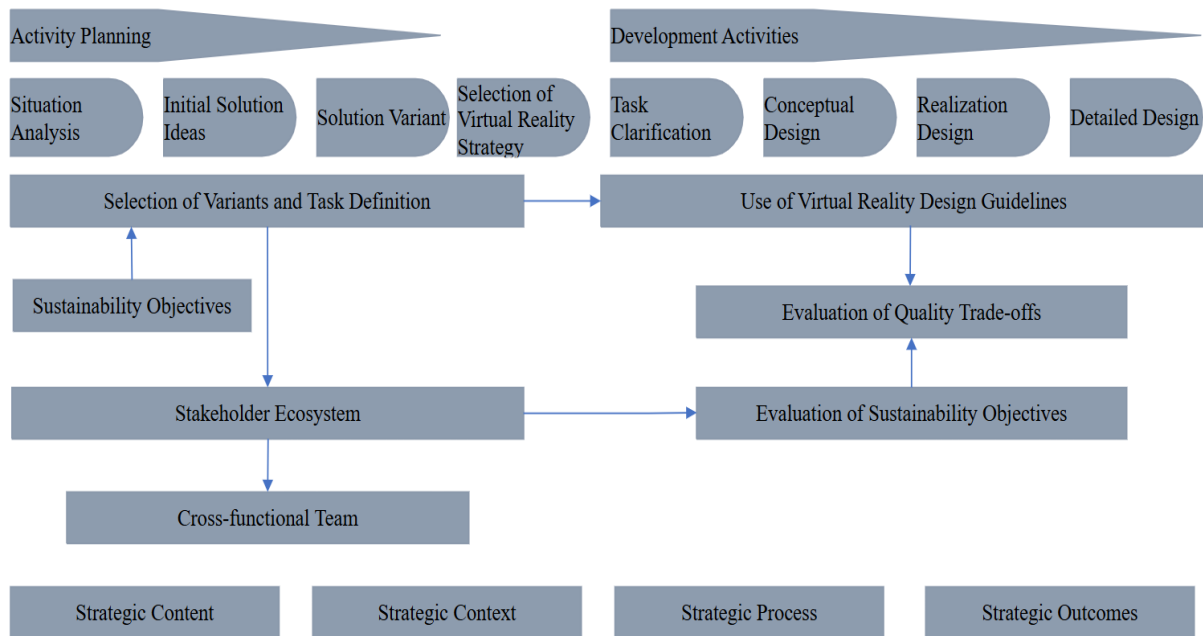 Activity Planning
Development Activities
Situation
Analysis
Initial Solution
Ideas
Solution Variant
Selection of
Virtual Reality
Strategy
Task
Clarification
Conceptual
Design
Realization
Design
Detailed Design
Selection of Variants and Task Definition
Use of Virtual Reality Design Guidelines
Sustainability Objectives
Evaluation of Quality Trade-offs
Stakeholder Ecosystem
Evaluation of Sustainability Objectives
Cross-functional Team
Strategic Content
Strategic Context
Strategic Process
Strategic Outcomes